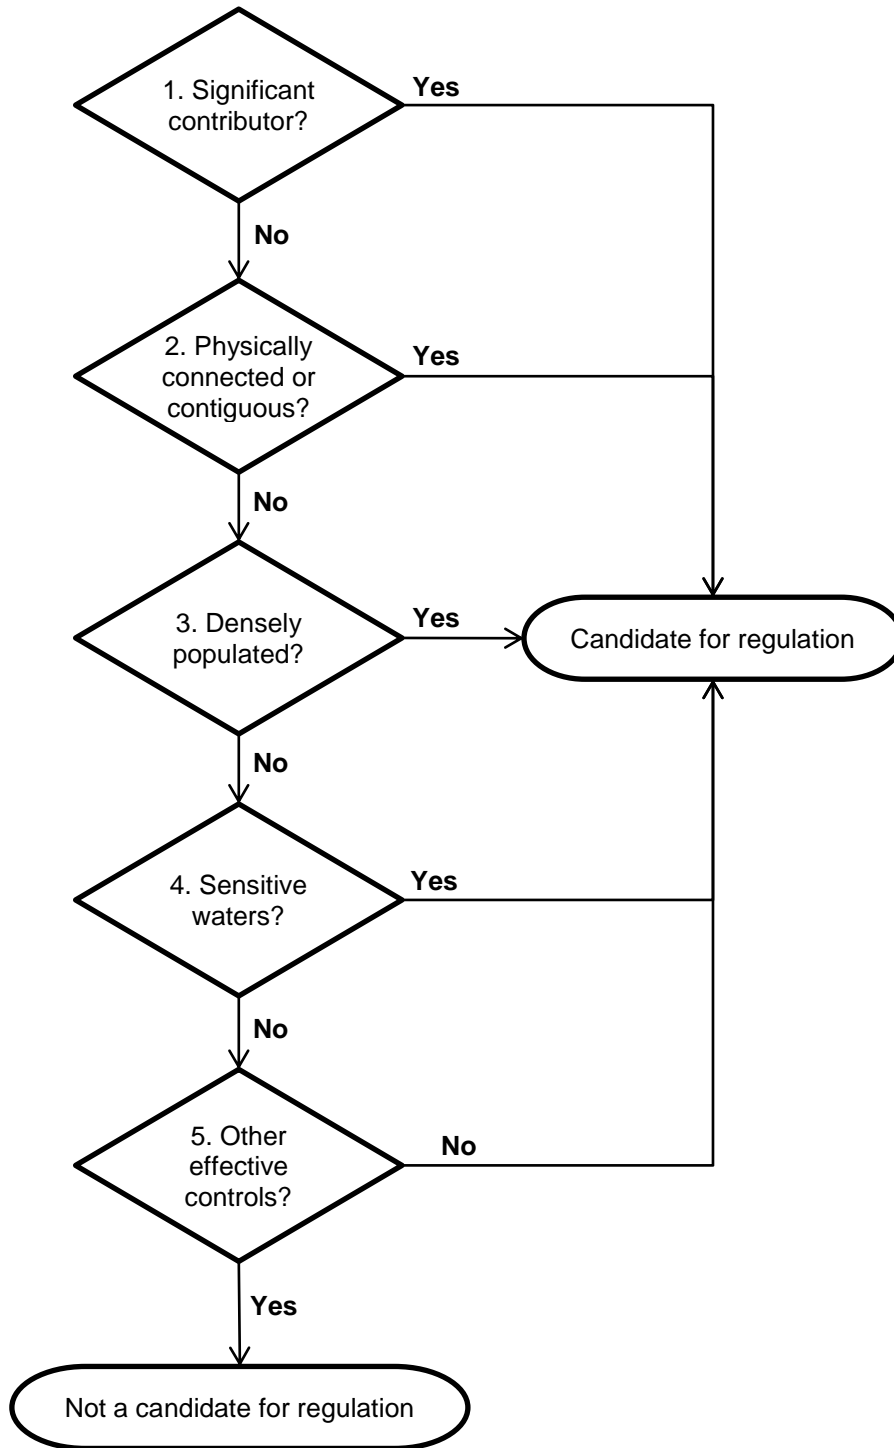 1. Significant
contributor?
Yes
No
2. Physically
connected or
contiguous?
Yes
No
3. Densely
populated?
Yes
Candidate for regulation
No
4. Sensitive
waters?
Yes
No
5. Other
effective
controls?
No
Yes
Not a candidate for regulation